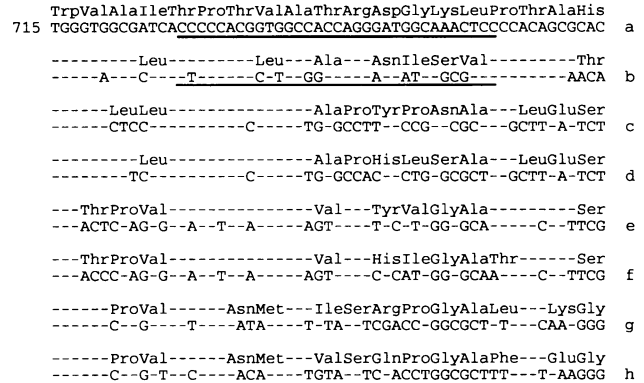 TrpValAlaIleThrProThrValAlaThrArgAspGlyLysLeuProThrAlaHis
715 TGGGTGGCGATCACCCCCACGGTGGCCACCAGGGATGGCAAACTCCCCACAGCGCAC a
---------Leu---------Leu---Ala---AsnIleSerVal---------Thr
-----A--C----T------C-T--GG----A--AT--GCG---------AACA b
------LeuLeu---------------AlaProTyrProAsnAla---LeuGluSer
------CTCC-----------C-----TG-GCCTT--CCG--CGC---GCTT-A-TCT c
---------Leu---------------AlaProHisLeuSerAla---LeuGluSer
---------TC----------C-----TG-GCCAC--CTG-GCGCT--GCTT-A-TCT d
---ThrProVal---------------Val---TyrValGlyAla---------Ser
---ACTC-AG-G--A--T--A------AGT----T-C-T-GG-GCA-----C--TTCG e
---ThrProVal---------------Val---HisIleGlyAlaThr------Ser
---ACCC-AG-G--A-----A------AGT----C-CAT-GG-GCAA----C--TTCG f
------ProVal------AsnMet---IleSerArgProGlyAlaLeu---LysGly
------C--G---T----ATA----T-TA--TCGACC-GGCGCT-T---CAA-GGG g
------ProVal------AsnMet---ValSerGlnProGlyAlaPhe---GluGly
------C--G-T--C---ACA----TGTA--TC-ACCTGGCGCTTT--T-AAGGG h